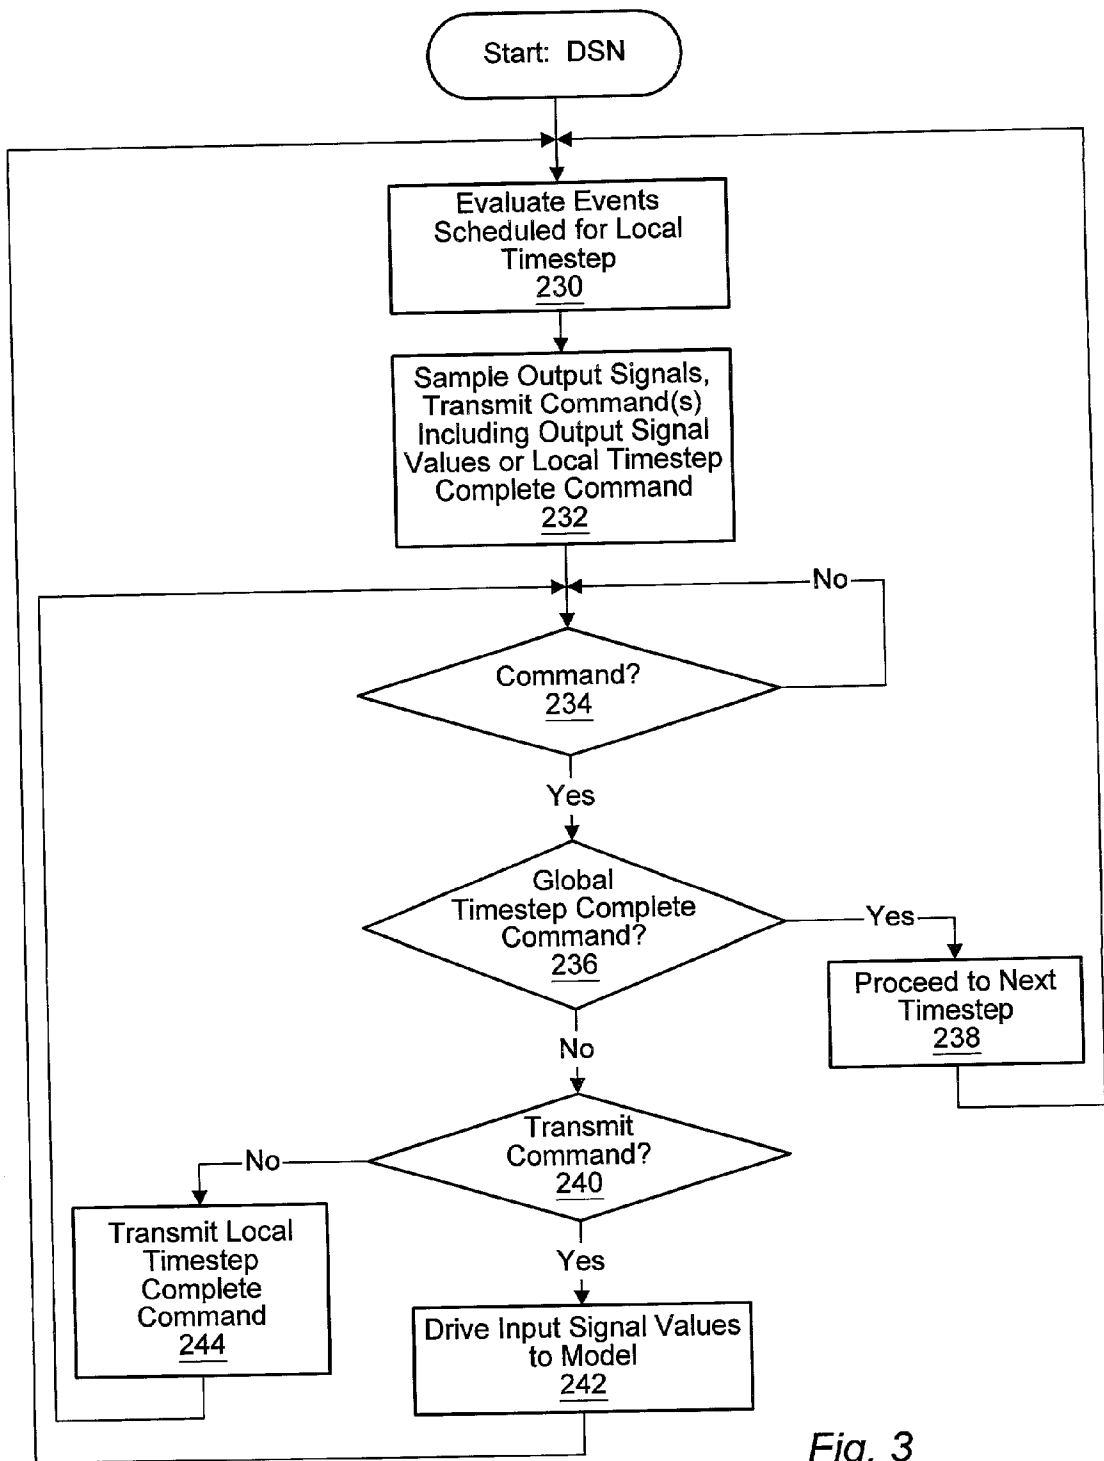 Start: DSN
Evaluate Events
Scheduled for Local
Timestep
230
Sample Output Signals,
Transmit Command(s)
Including Output Signal
Values or Local Timestep
Complete Command
232
No
Command?
234
Yes
Global
Timestep Complete
Command?
236
Yes
Proceed to Next
Timestep
238
No
Transmit
Command?
240
No
Transmit Local
Timestep
Complete
Command
244
Yes
Drive Input Signal Values
to Model
242
Fig. 3